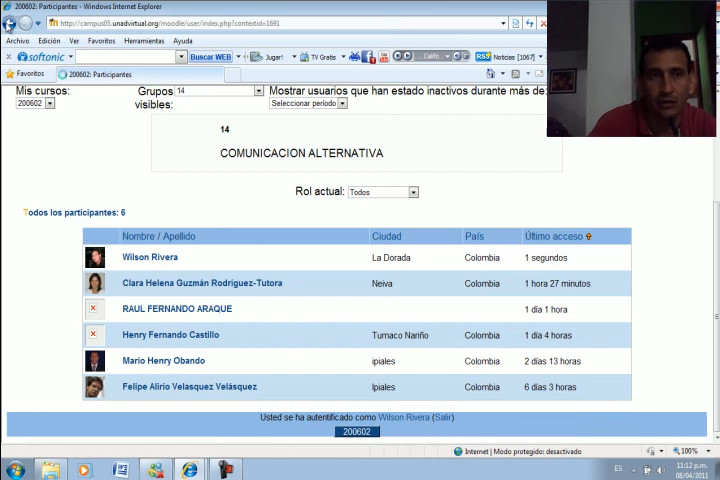 200602: Participantes - Windows Internet Explorer
http://campus05.unadvirtual.org/moodle/user/index.php?contextid=1691
Archivo Edición Ver Favoritos Herramientas Ayuda
softonic Buscar WEB Jugar! TV Gratis Califo. RSS Noticias [1067]
Favoritos 200602: Participantes
Mis cursos: Grupos visibles: 14 Mostrar usuarios que han estado inactivos durante más de:
200602 Seleccionar periodo
14
COMUNICACION ALTERNATIVA
Rol actual: Todos
Todos los participantes: 6
Nombre / Apellido Ciudad País Último acceso
Wilson Rivera La Dorada Colombia 1 segundos
Clara Helena Guzmán Rodríguez-Tutora Neiva Colombia 1 hora 27 minutos
RAUL FERNANDO ARAQUE 1 día 1 hora
Henry Fernando Castillo Tumaco Nariño Colombia 1 día 4 horas
Mario Henry Obando ipiales Colombia 2 días 13 horas
Felipe Alirio Velasquez Velásquez Ipiales Colombia 6 días 3 horas
Usted se ha autentificado como Wilson Rivera (Salir)
200602
Internet | Modo protegido: desactivado 100%
ES 11:12 p.m.
08/04/2011